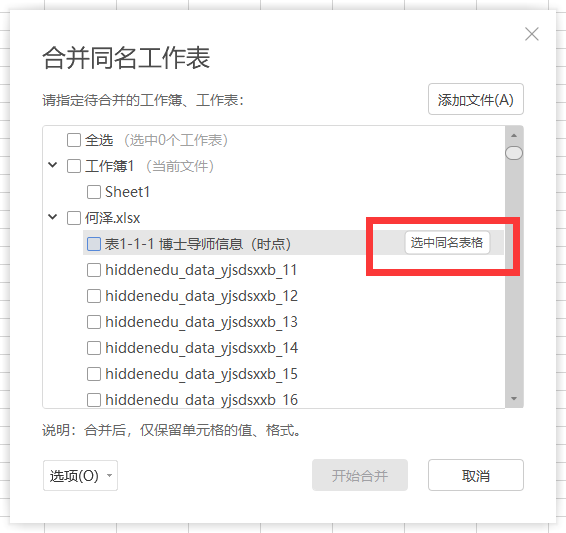 合并同名工作表
请指定待合并的工作簿、工作表：
添加文件(A)
全选 （选中0个工作表）
工作簿1 （当前文件）
Sheet1
何泽.xlsx
表1-1-1 博士导师信息（时点） 选中同名表格
hiddenedu_data_yjsdsxxb_11
hiddenedu_data_yjsdsxxb_12
hiddenedu_data_yjsdsxxb_13
hiddenedu_data_yjsdsxxb_14
hiddenedu_data_yjsdsxxb_15
hiddenedu_data_yjsdsxxb_16
说明：合并后，仅保留单元格的值、格式。
选项(O) 开始合并 取消